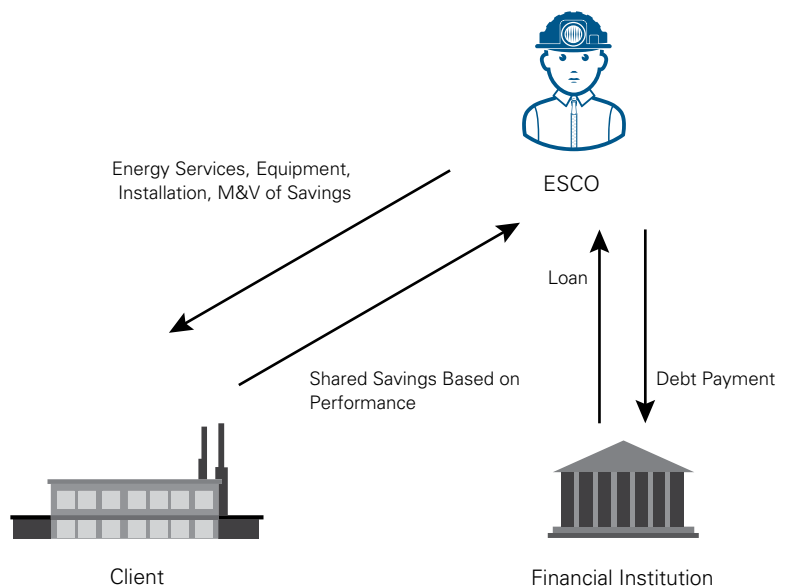 ESCO
Energy Services, Equipment,
Installation, M&V of Savings
Loan
Shared Savings Based on
Performance
Debt Payment
Client
Financial Institution